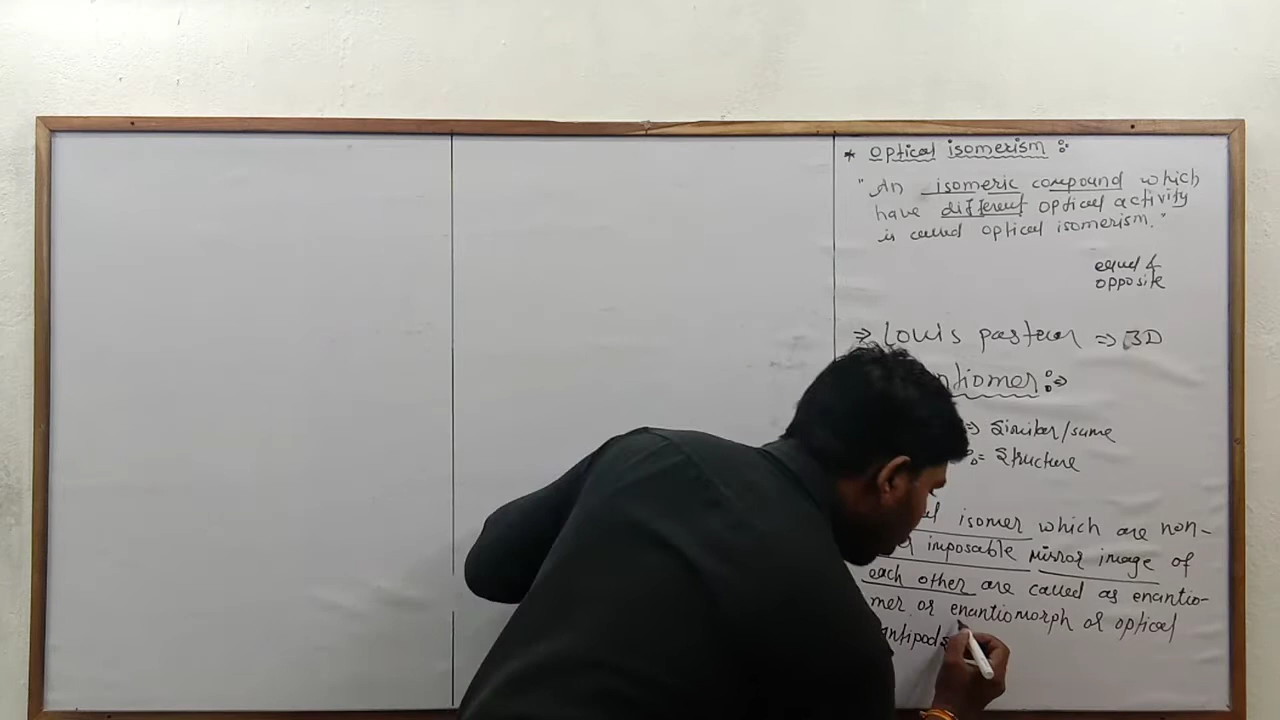 * Optical isomerism :
"An isomeric compound which
have different optical activity
is called optical isomerism."
equal &
opposite
⇒ Louis pasteur ⇒ 3D
ntiomer :⇒
⇒ Similer/same
= Structure
al isomer which are non-
imposable mirror image of
each other are called as enantio-
mer or enantiomorph or optical
antipods